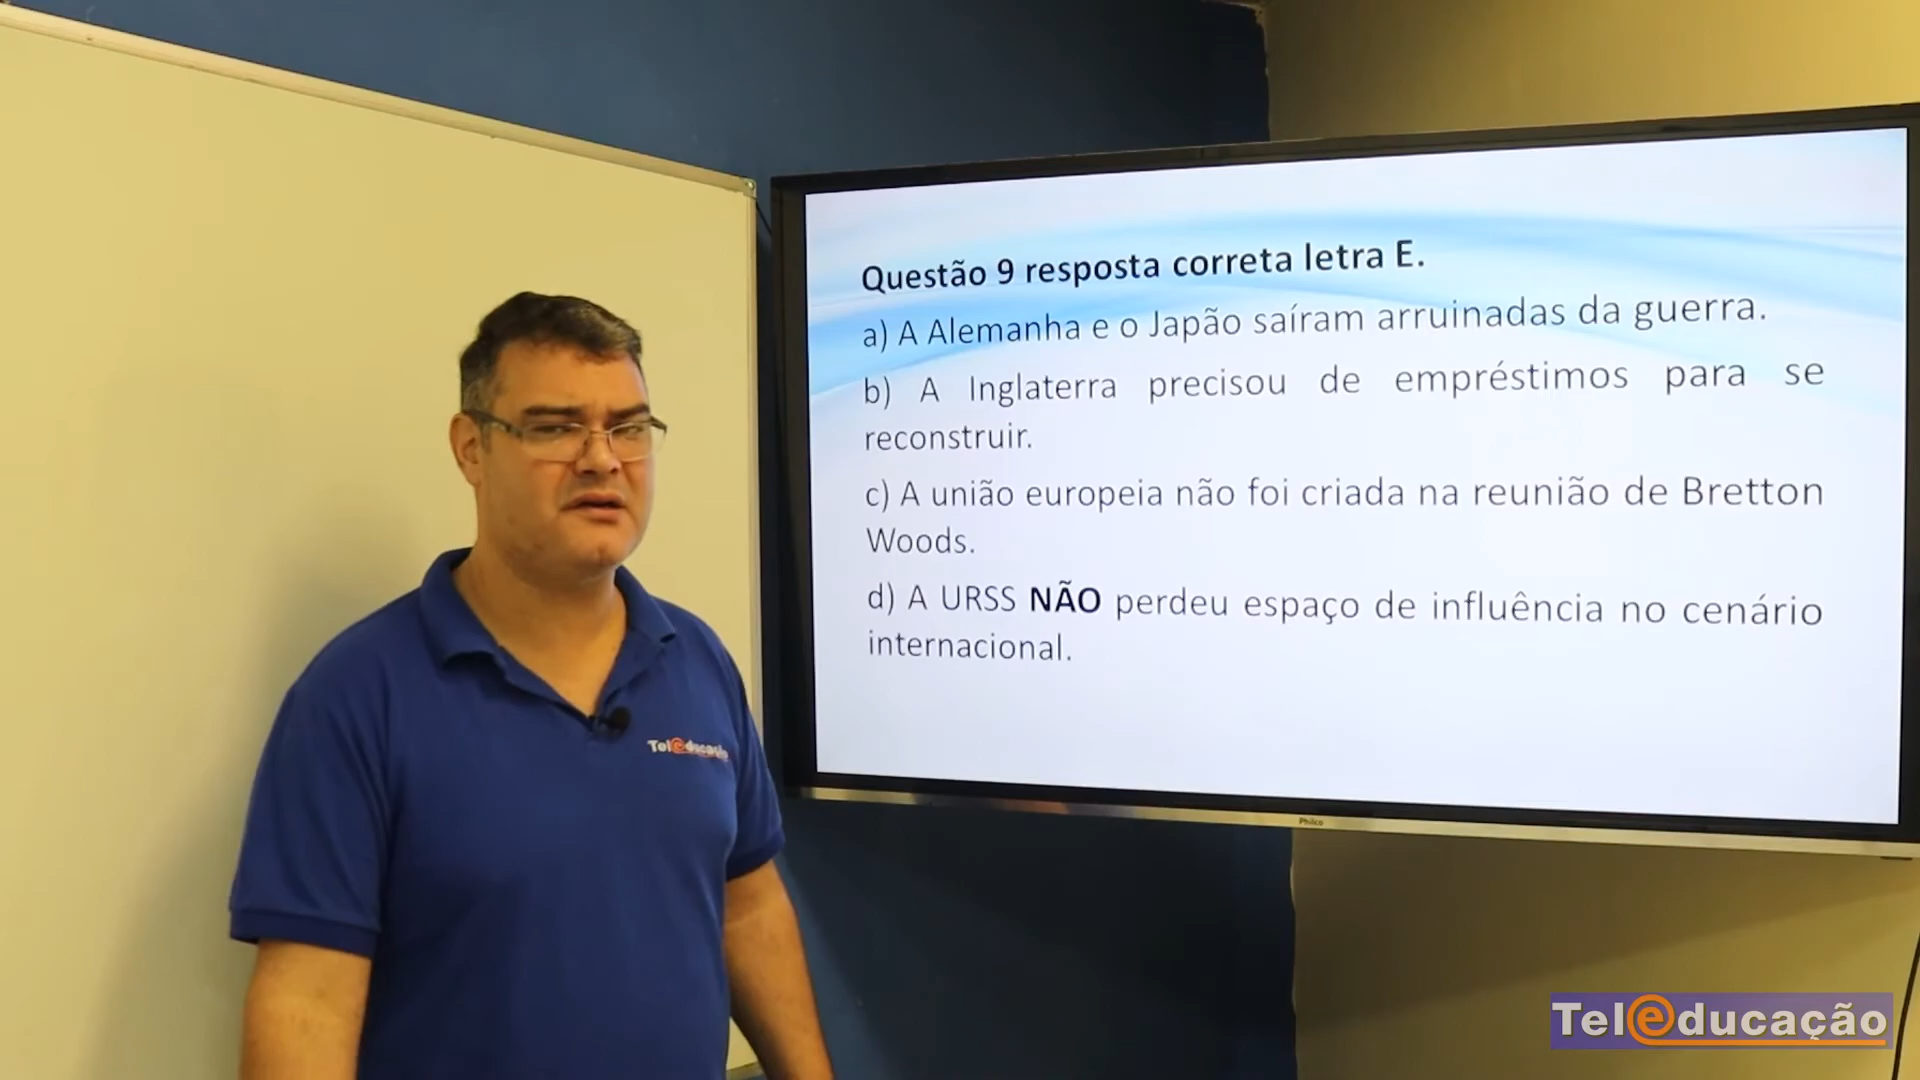 Questão 9 resposta correta letra E.
a) A Alemanha e o Japão saíram arruinadas da guerra.
b) A Inglaterra precisou de empréstimos para se
reconstruir.
c) A união europeia não foi criada na reunião de Bretton
Woods.
d) A URSS NÃO perdeu espaço de influência no cenário
internacional.
Teleducação
Philco
Teleducação